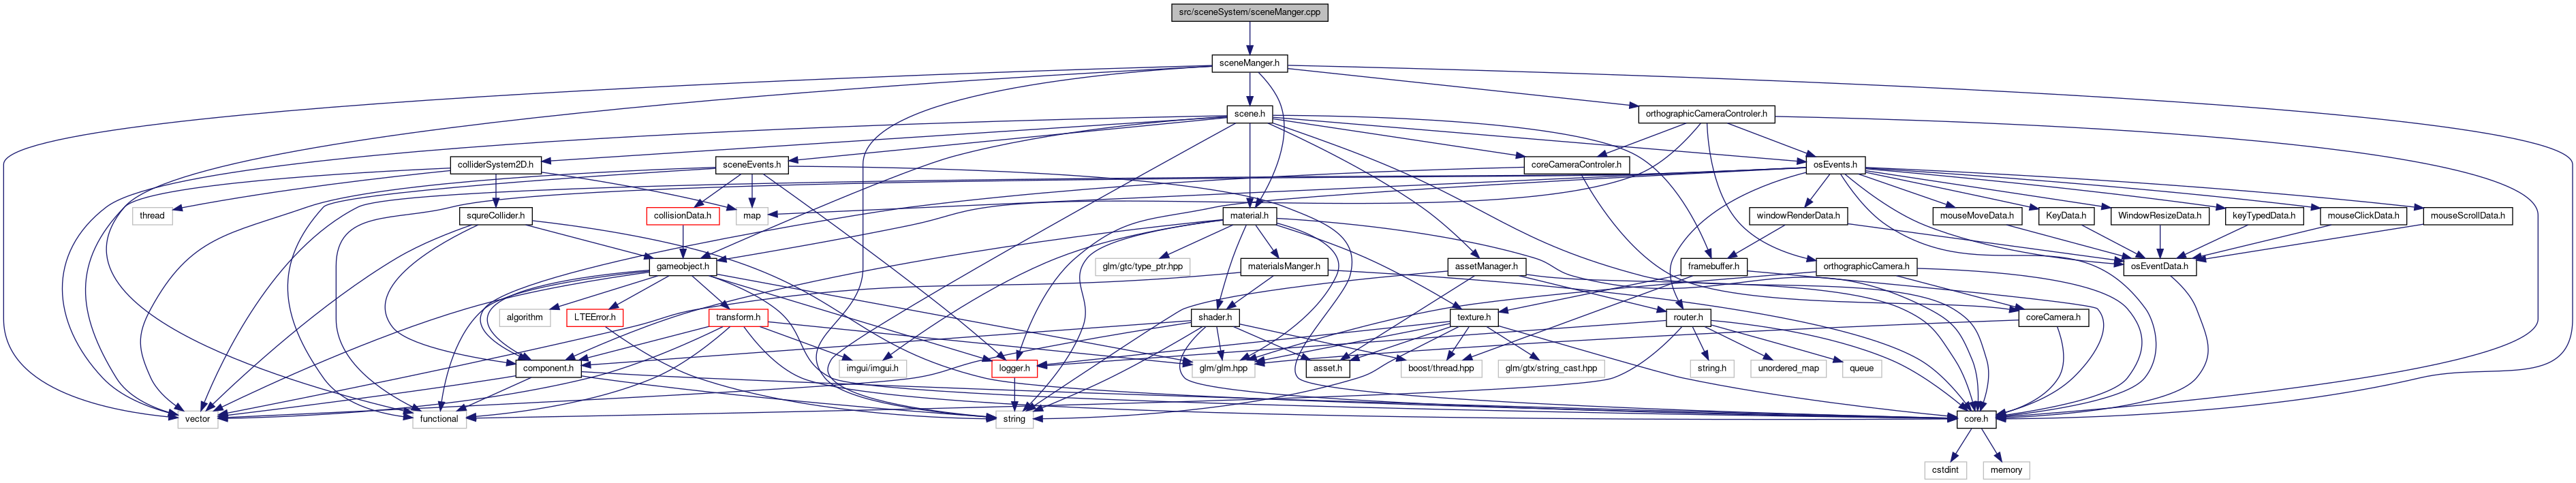 src/sceneSystem/sceneManger.cpp
sceneManger.h
scene.h
orthographicCameraControler.h
colliderSystem2D.h
sceneEvents.h
coreCameraControler.h
osEvents.h
thread
squreCollider.h
collisionData.h
map
material.h
windowRenderData.h
mouseMoveData.h
KeyData.h
WindowResizeData.h
keyTypedData.h
mouseClickData.h
mouseScrollData.h
gameobject.h
glm/gtc/type_ptr.hpp
materialsManger.h
assetManager.h
framebuffer.h
orthographicCamera.h
osEventData.h
algorithm
LTEError.h
transform.h
shader.h
texture.h
router.h
coreCamera.h
component.h
imgui/imgui.h
logger.h
glm/glm.hpp
asset.h
boost/thread.hpp
glm/gtx/string_cast.hpp
string.h
unordered_map
queue
vector
functional
string
core.h
cstdint
memory